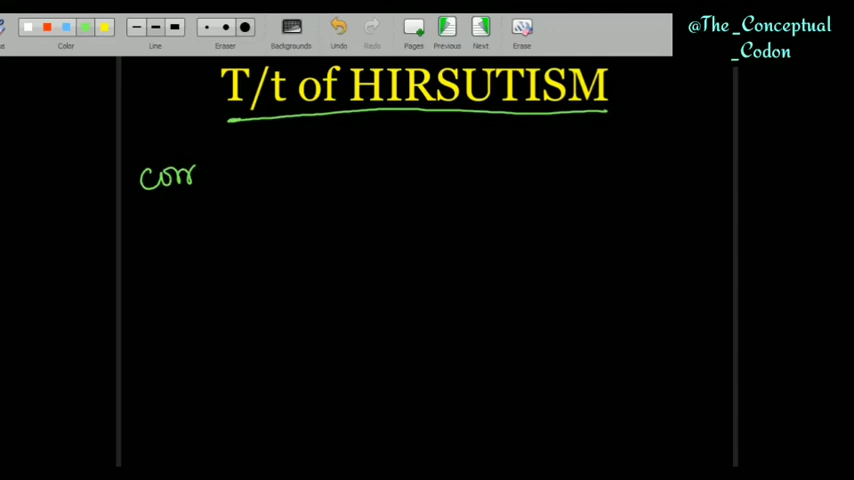 @The_Conceptual
_Codon
Color
Line
Eraser
Backgrounds
Undo
Redo
Pages
Previous
Next
Erase
T/t of HIRSUTISM
corr